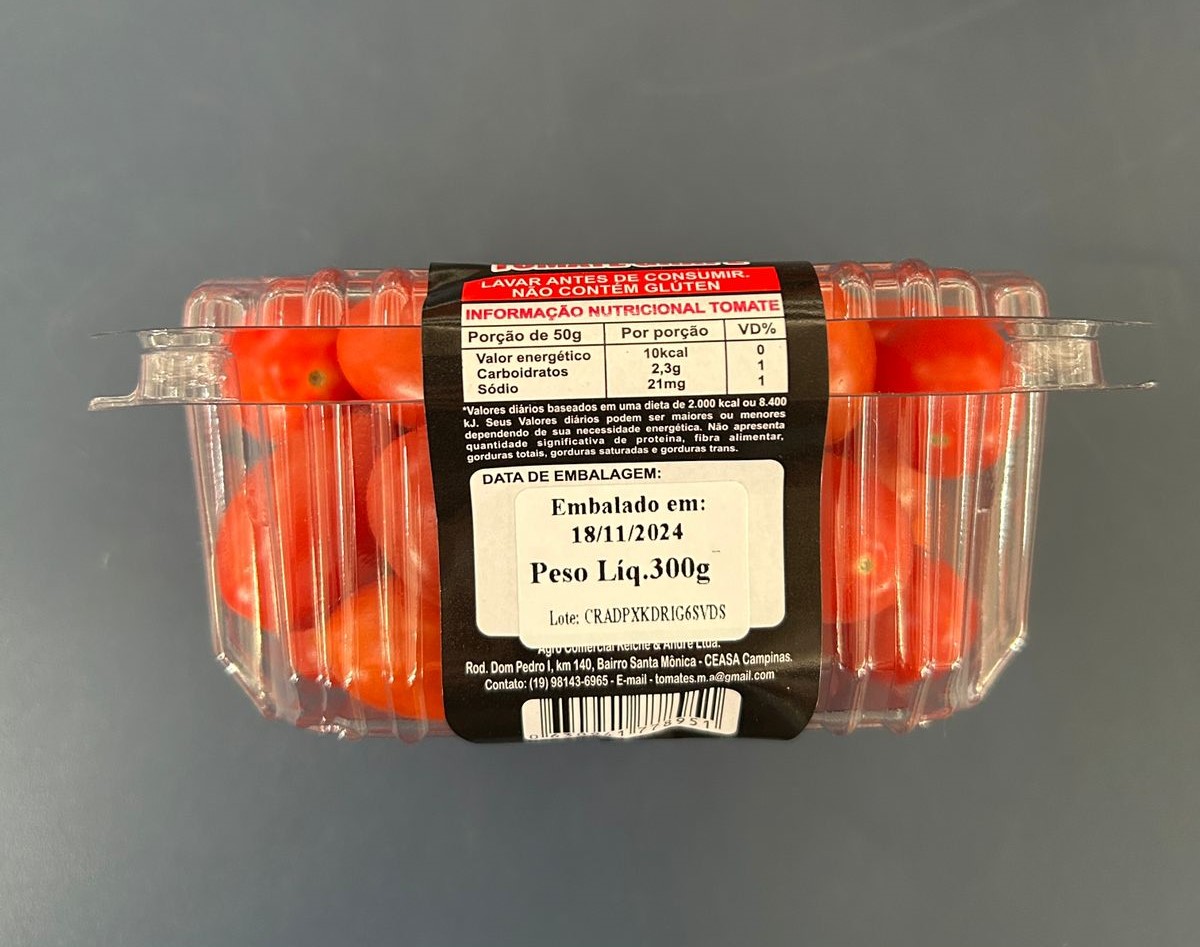 LAVAR ANTES DE CONSUMIR.
NÃO CONTÉM GLÚTEN
INFORMAÇÃO NUTRICIONAL TOMATE
Porção de 50g Por porção VD%
Valor energético 10kcal 0
Carboidratos 2,3g 1
Sódio 21mg 1
*Valores diários baseados em uma dieta de 2.000 kcal ou 8.400
kJ. Seus Valores diários podem ser maiores ou menores
dependendo de sua necessidade energética. Não apresenta
quantidade significativa de proteína, fibra alimentar,
gorduras totais, gorduras saturadas e gorduras trans.
DATA DE EMBALAGEM:
Embalado em:
18/11/2024
Peso Líq.300g
Lote: CRADPXKDRIG6SVDS
Agro Comercial Reiche & André Ltda.
Rod. Dom Pedro I, km 140, Bairro Santa Mônica - CEASA Campinas.
Contato: (19) 98143-6965 - E-mail - tomates.m.a@gmail.com